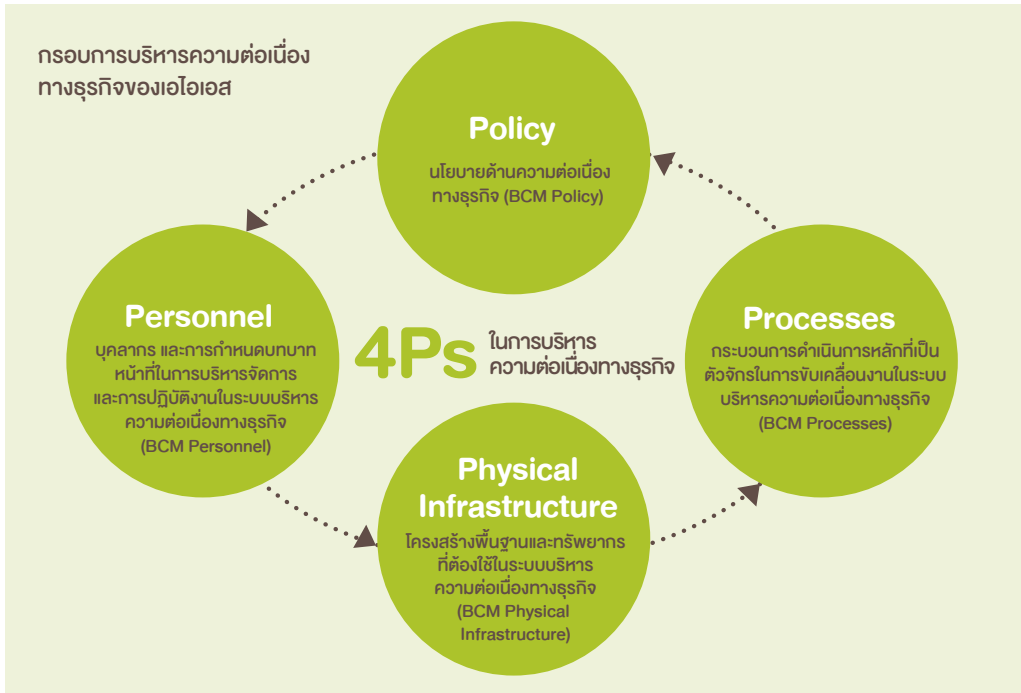 กรอบการบริหารความต่อเนื่อง
ทางธุรกิจของเอไอเอส
Policy
นโยบายด้านความต่อเนื่อง
ทางธุรกิจ (BCM Policy)
Personnel
บุคลากร และการกำหนดบทบาท
หน้าที่ในการบริหารจัดการ
และการปฏิบัติงานในระบบบริหาร
ความต่อเนื่องทางธุรกิจ
(BCM Personnel)
4Ps
ในการบริหาร
ความต่อเนื่องทางธุรกิจ
Processes
กระบวนการดำเนินการหลักที่เป็น
ตัวจักรในการขับเคลื่อนงานในระบบ
บริหารความต่อเนื่องทางธุรกิจ
(BCM Processes)
Physical
Infrastructure
โครงสร้างพื้นฐานและทรัพยากร
ที่ต้องใช้ในระบบบริหาร
ความต่อเนื่องทางธุรกิจ
(BCM Physical
Infrastructure)